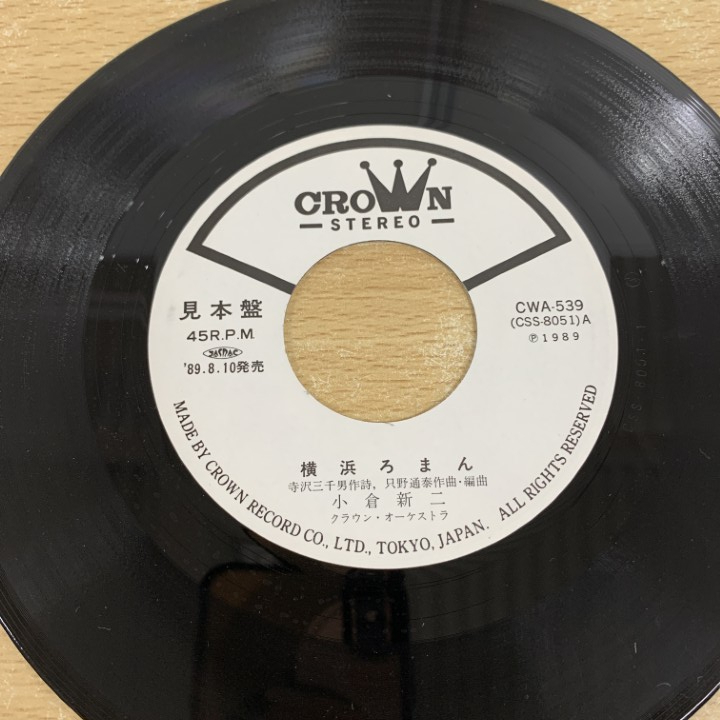 CROWN
STEREO
見本盤
45R.P.M.
'89.8.10発売
CWA-539
(CSS-8051)A
Ⓟ1989
横浜ろまん
寺沢三千男作詩,只野通泰作曲・編曲
小倉新二
クラウン・オーケストラ
MADE BY CROWN RECORD CO., LTD., TOKYO, JAPAN. ALL RIGHTS RESERVED